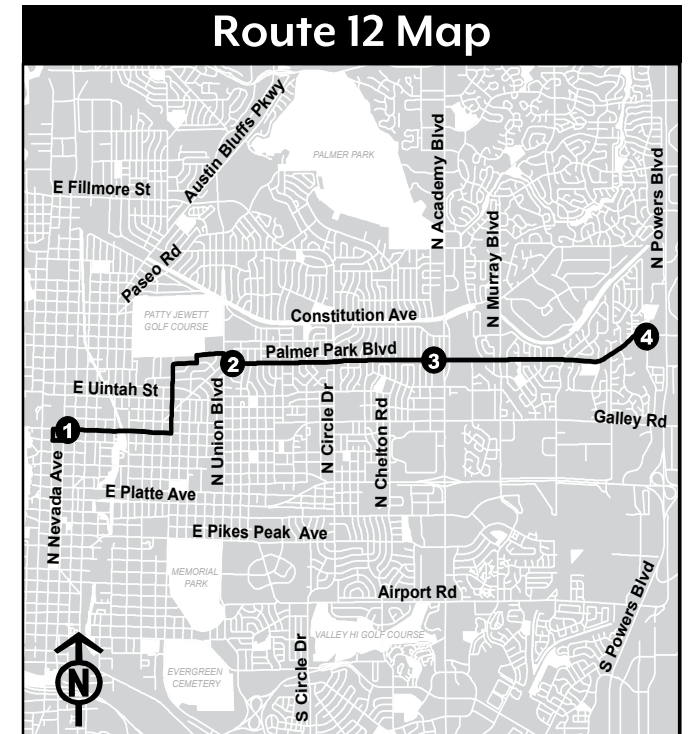 Route 12 Map
Austin Bluffs Pkwy
PALMER PARK
N Academy Blvd
E Fillmore St
N Powers Blvd
N Murray Blvd
Paseo Rd
PATTY JEWETT
GOLF COURSE
Constitution Ave
Palmer Park Blvd
1
2
3
4
E Uintah St
N Union Blvd
N Circle Dr
N Chelton Rd
Galley Rd
N Nevada Ave
E Platte Ave
E Pikes Peak Ave
MEMORIAL
PARK
Airport Rd
VALLEY HI GOLF COURSE
S Powers Blvd
S Circle Dr
EVERGREEN
CEMETERY
N